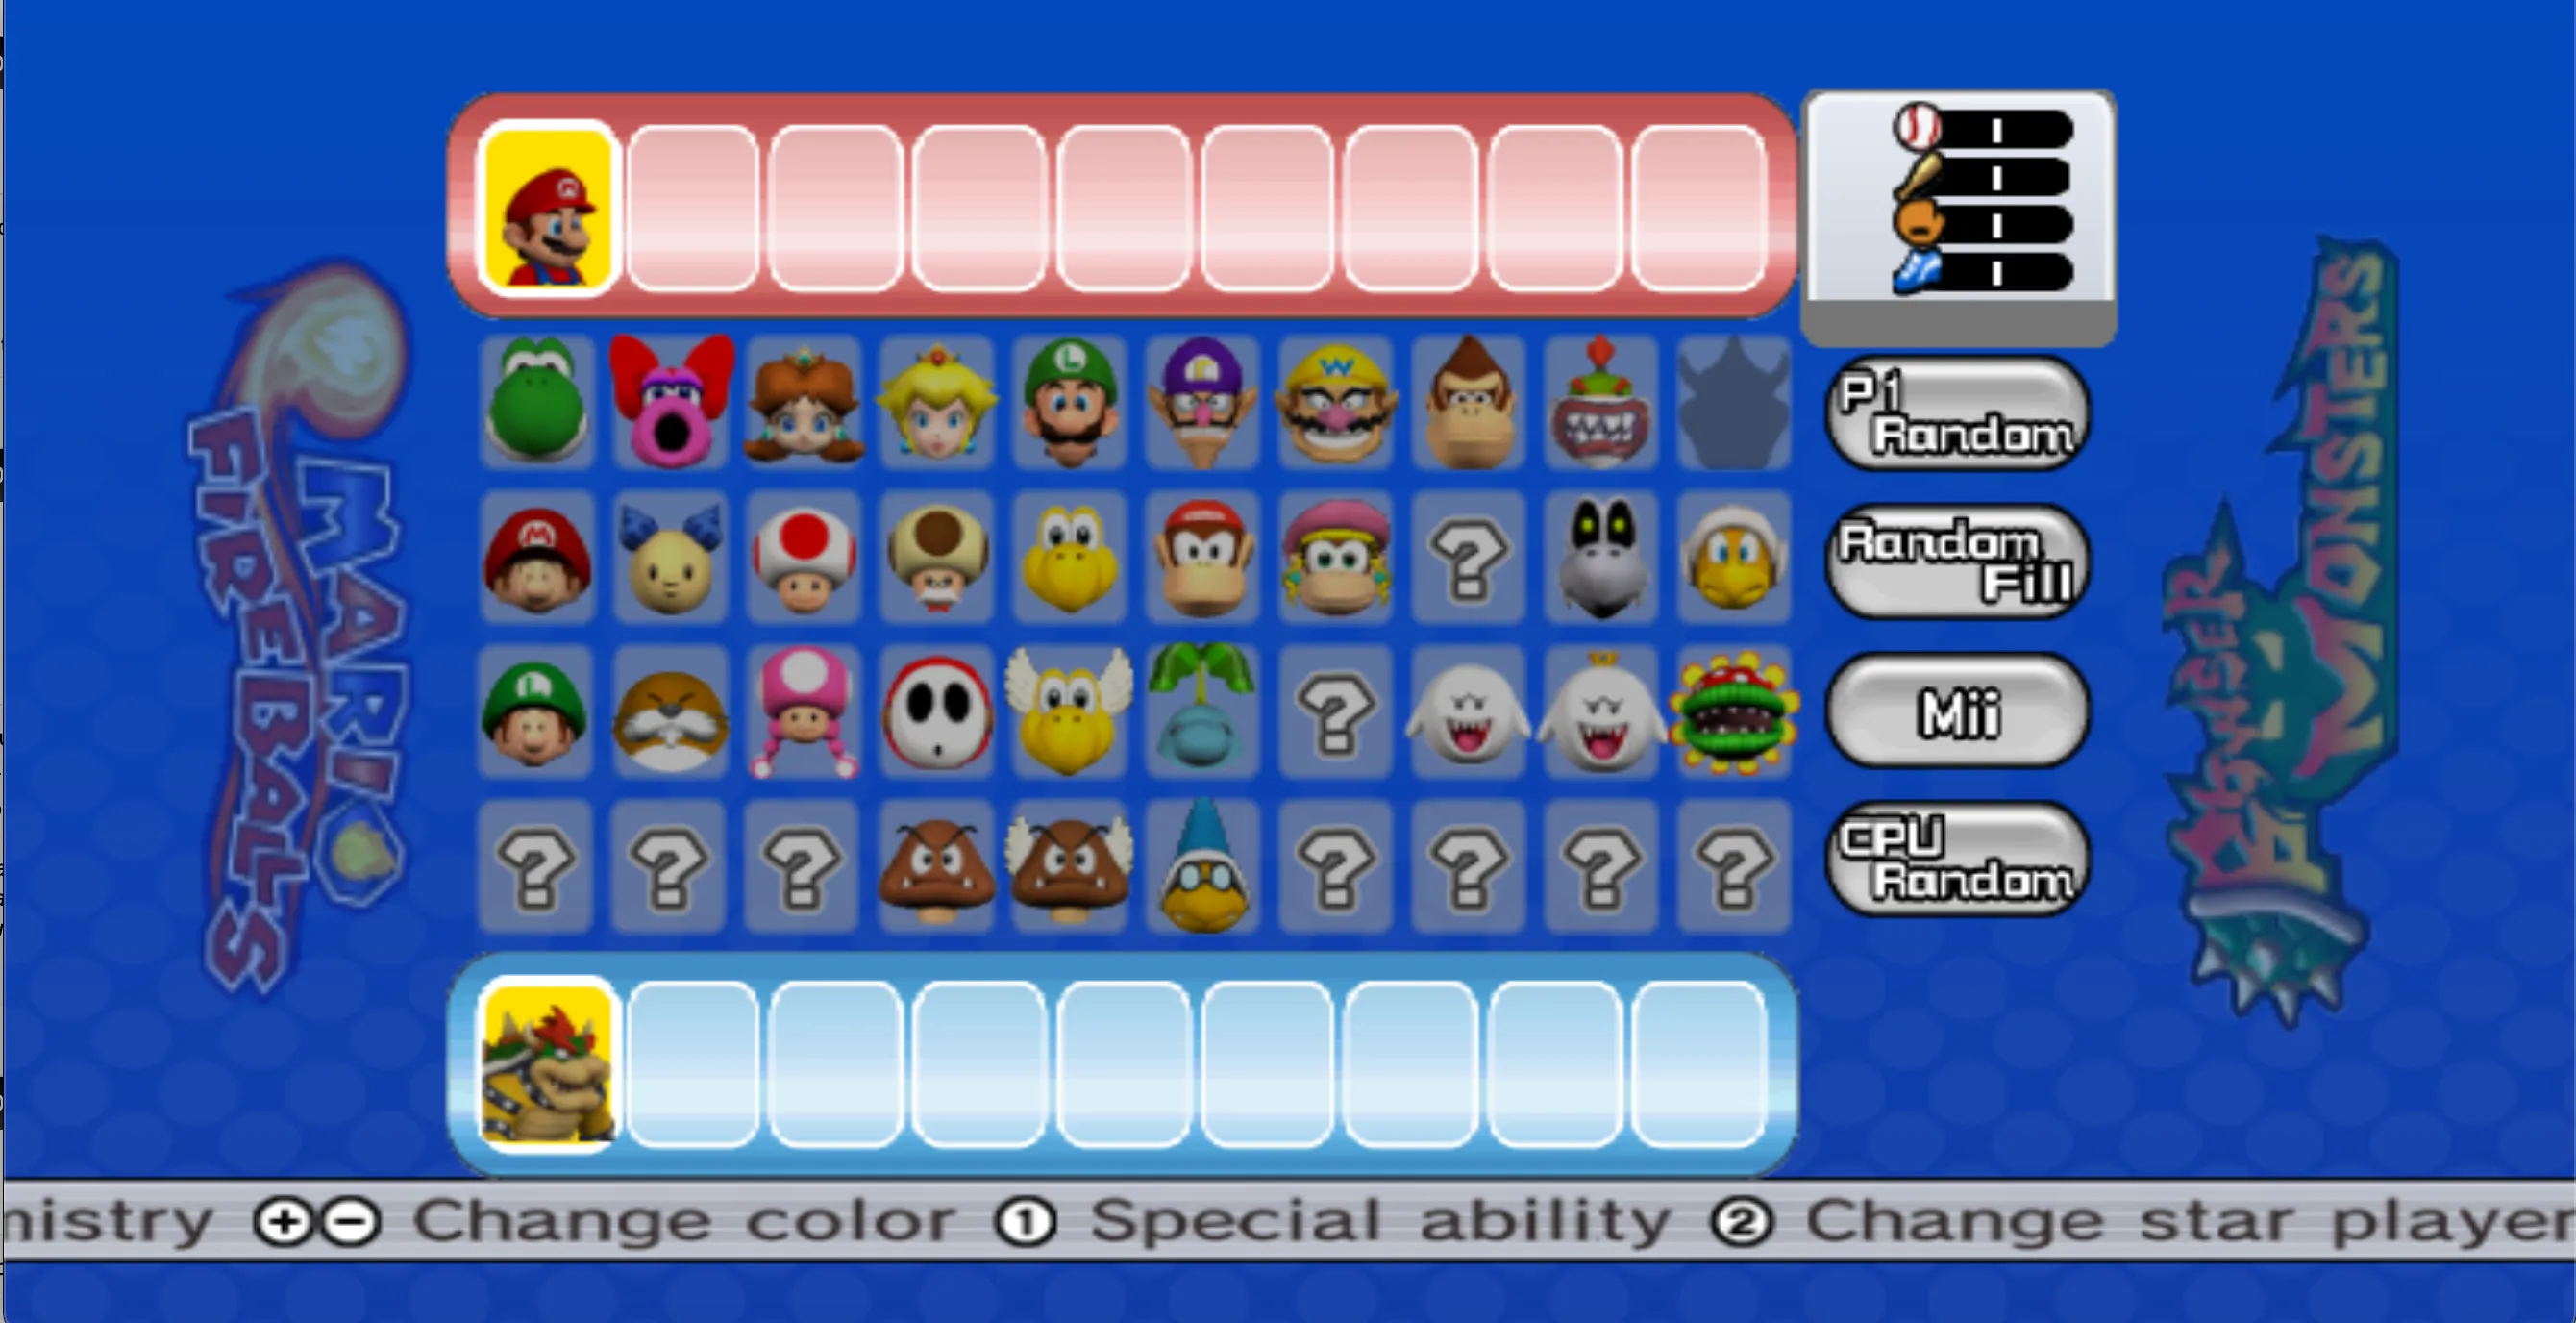 P1
Random
Random
Fill
Mii
CPU
Random
MARIO
FIREBALLS
BOWSER
MONSTERS
nistry ⊕⊖ Change color ① Special ability ② Change star player